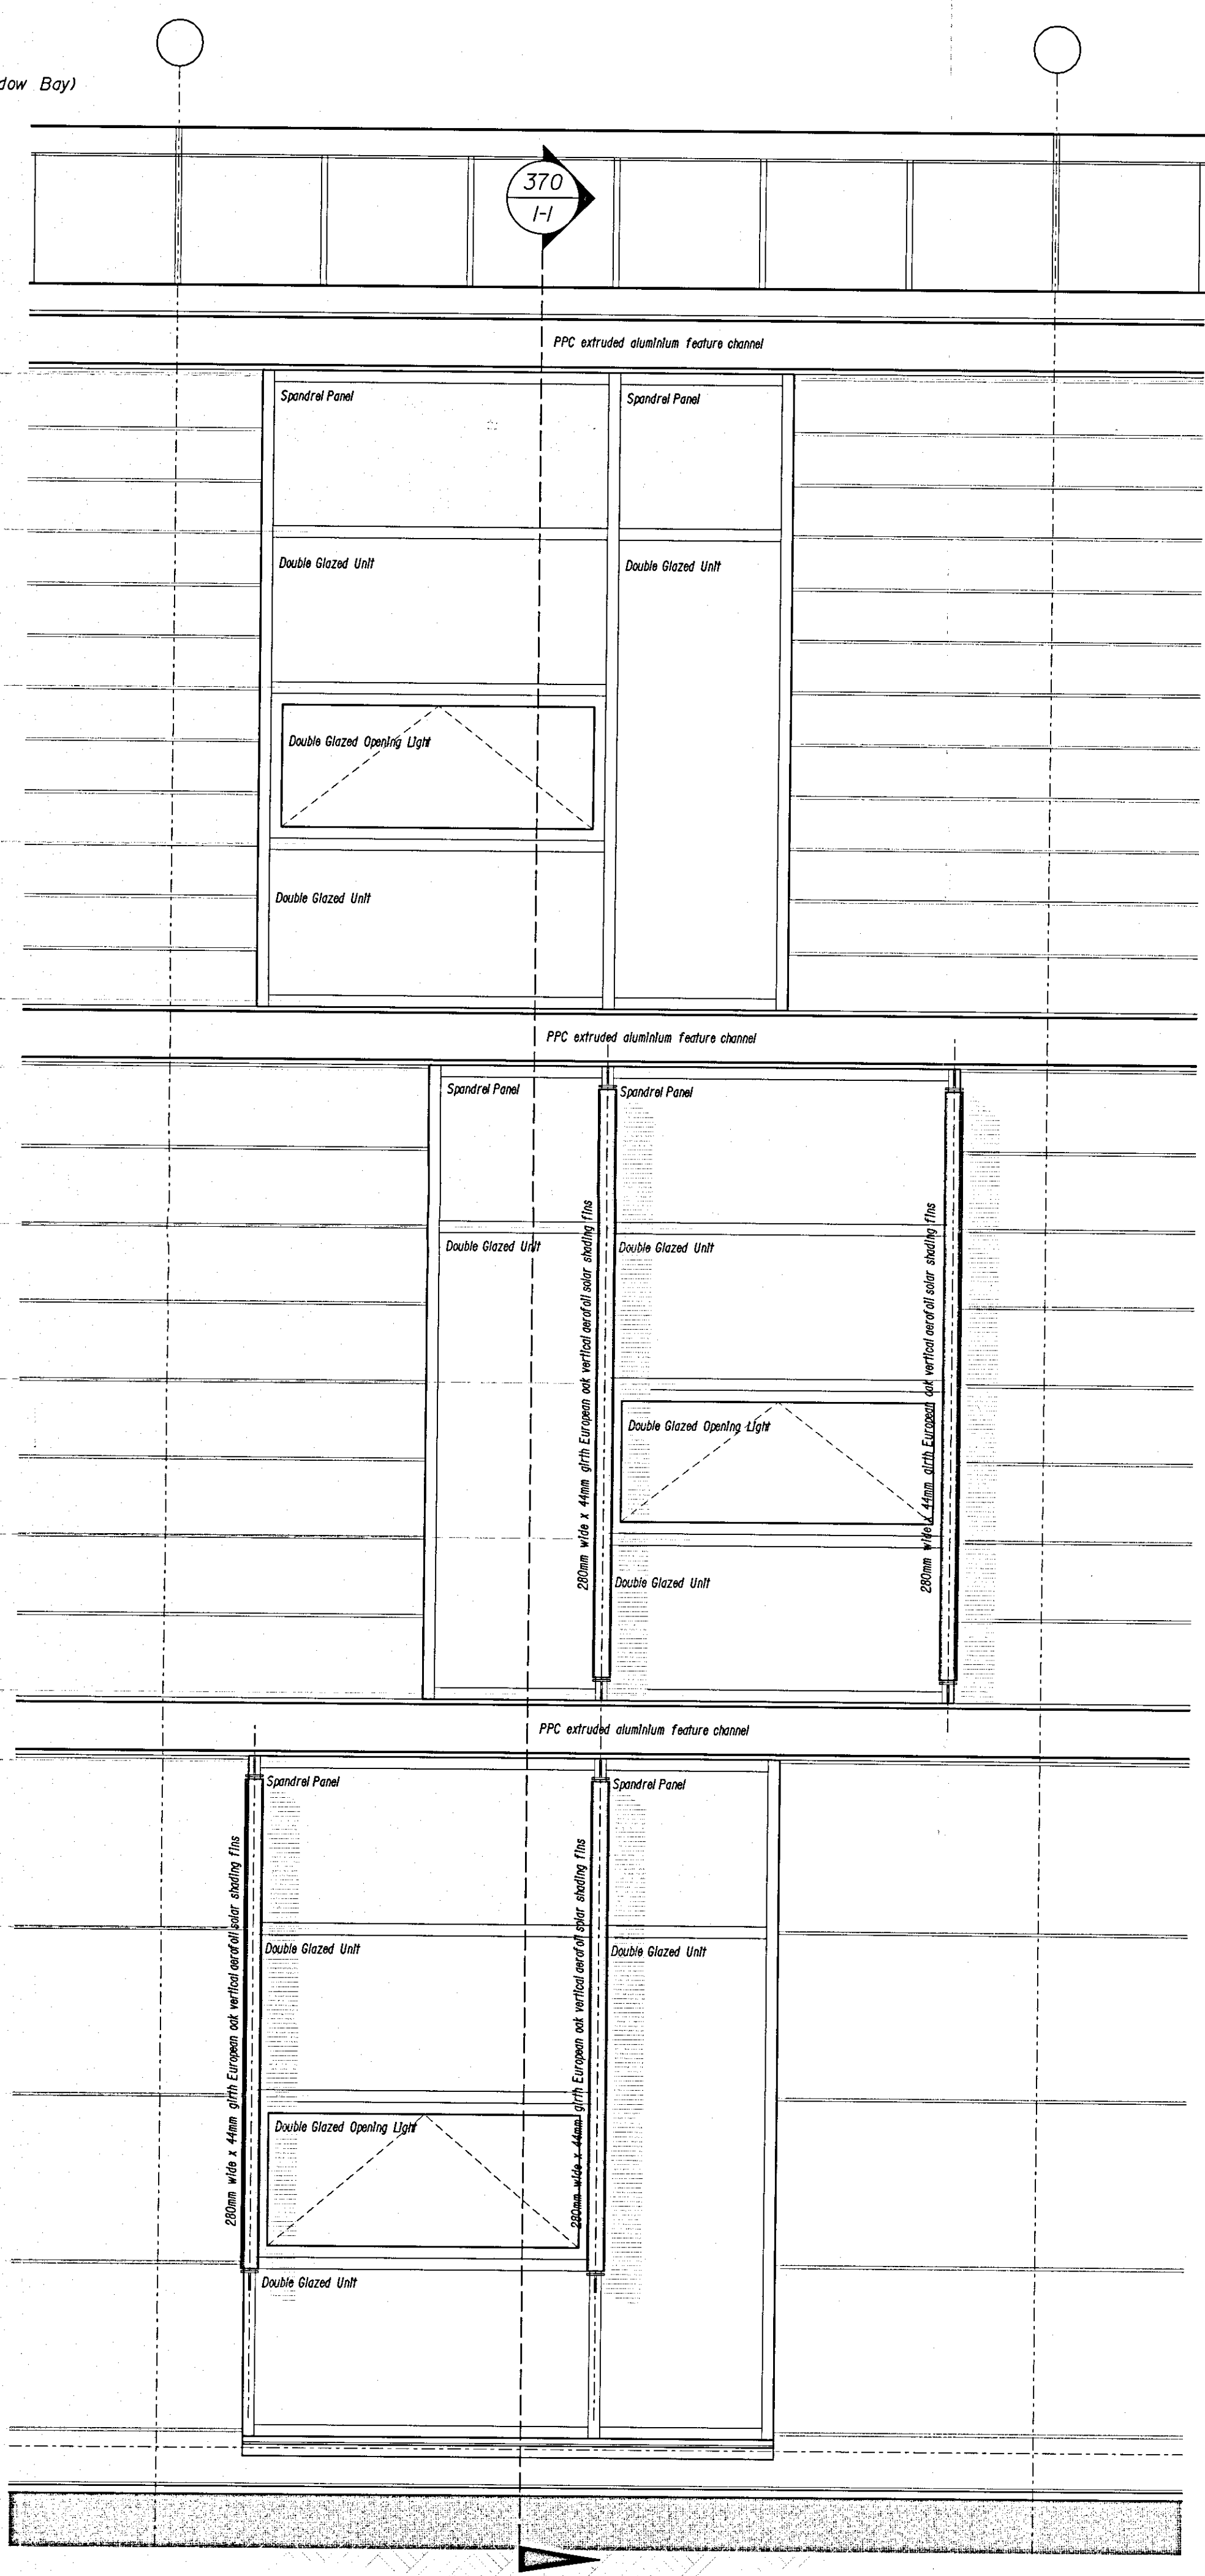 dow Bay)
370
1-1
PPC extruded aluminium feature channel
Spandrel Panel
Spandrel Panel
Double Glazed Unit
Double Glazed Unit
Double Glazed Opening Light
Double Glazed Unit
PPC extruded aluminium feature channel
Spandrel Panel
Spandrel Panel
Double Glazed Unit
Double Glazed Unit
280mm wide x 44mm girth European oak vertical aerofoil solar shading fins
280mm wide x 44mm girth European oak vertical aerofoil solar shading fins
Double Glazed Opening Light
Double Glazed Unit
PPC extruded aluminium feature channel
Spandrel Panel
Spandrel Panel
280mm wide x 44mm girth European oak vertical aerofoil solar shading fins
280mm wide x 44mm girth European oak vertical aerofoil solar shading fins
Double Glazed Unit
Double Glazed Unit
Double Glazed Opening Light
Double Glazed Unit